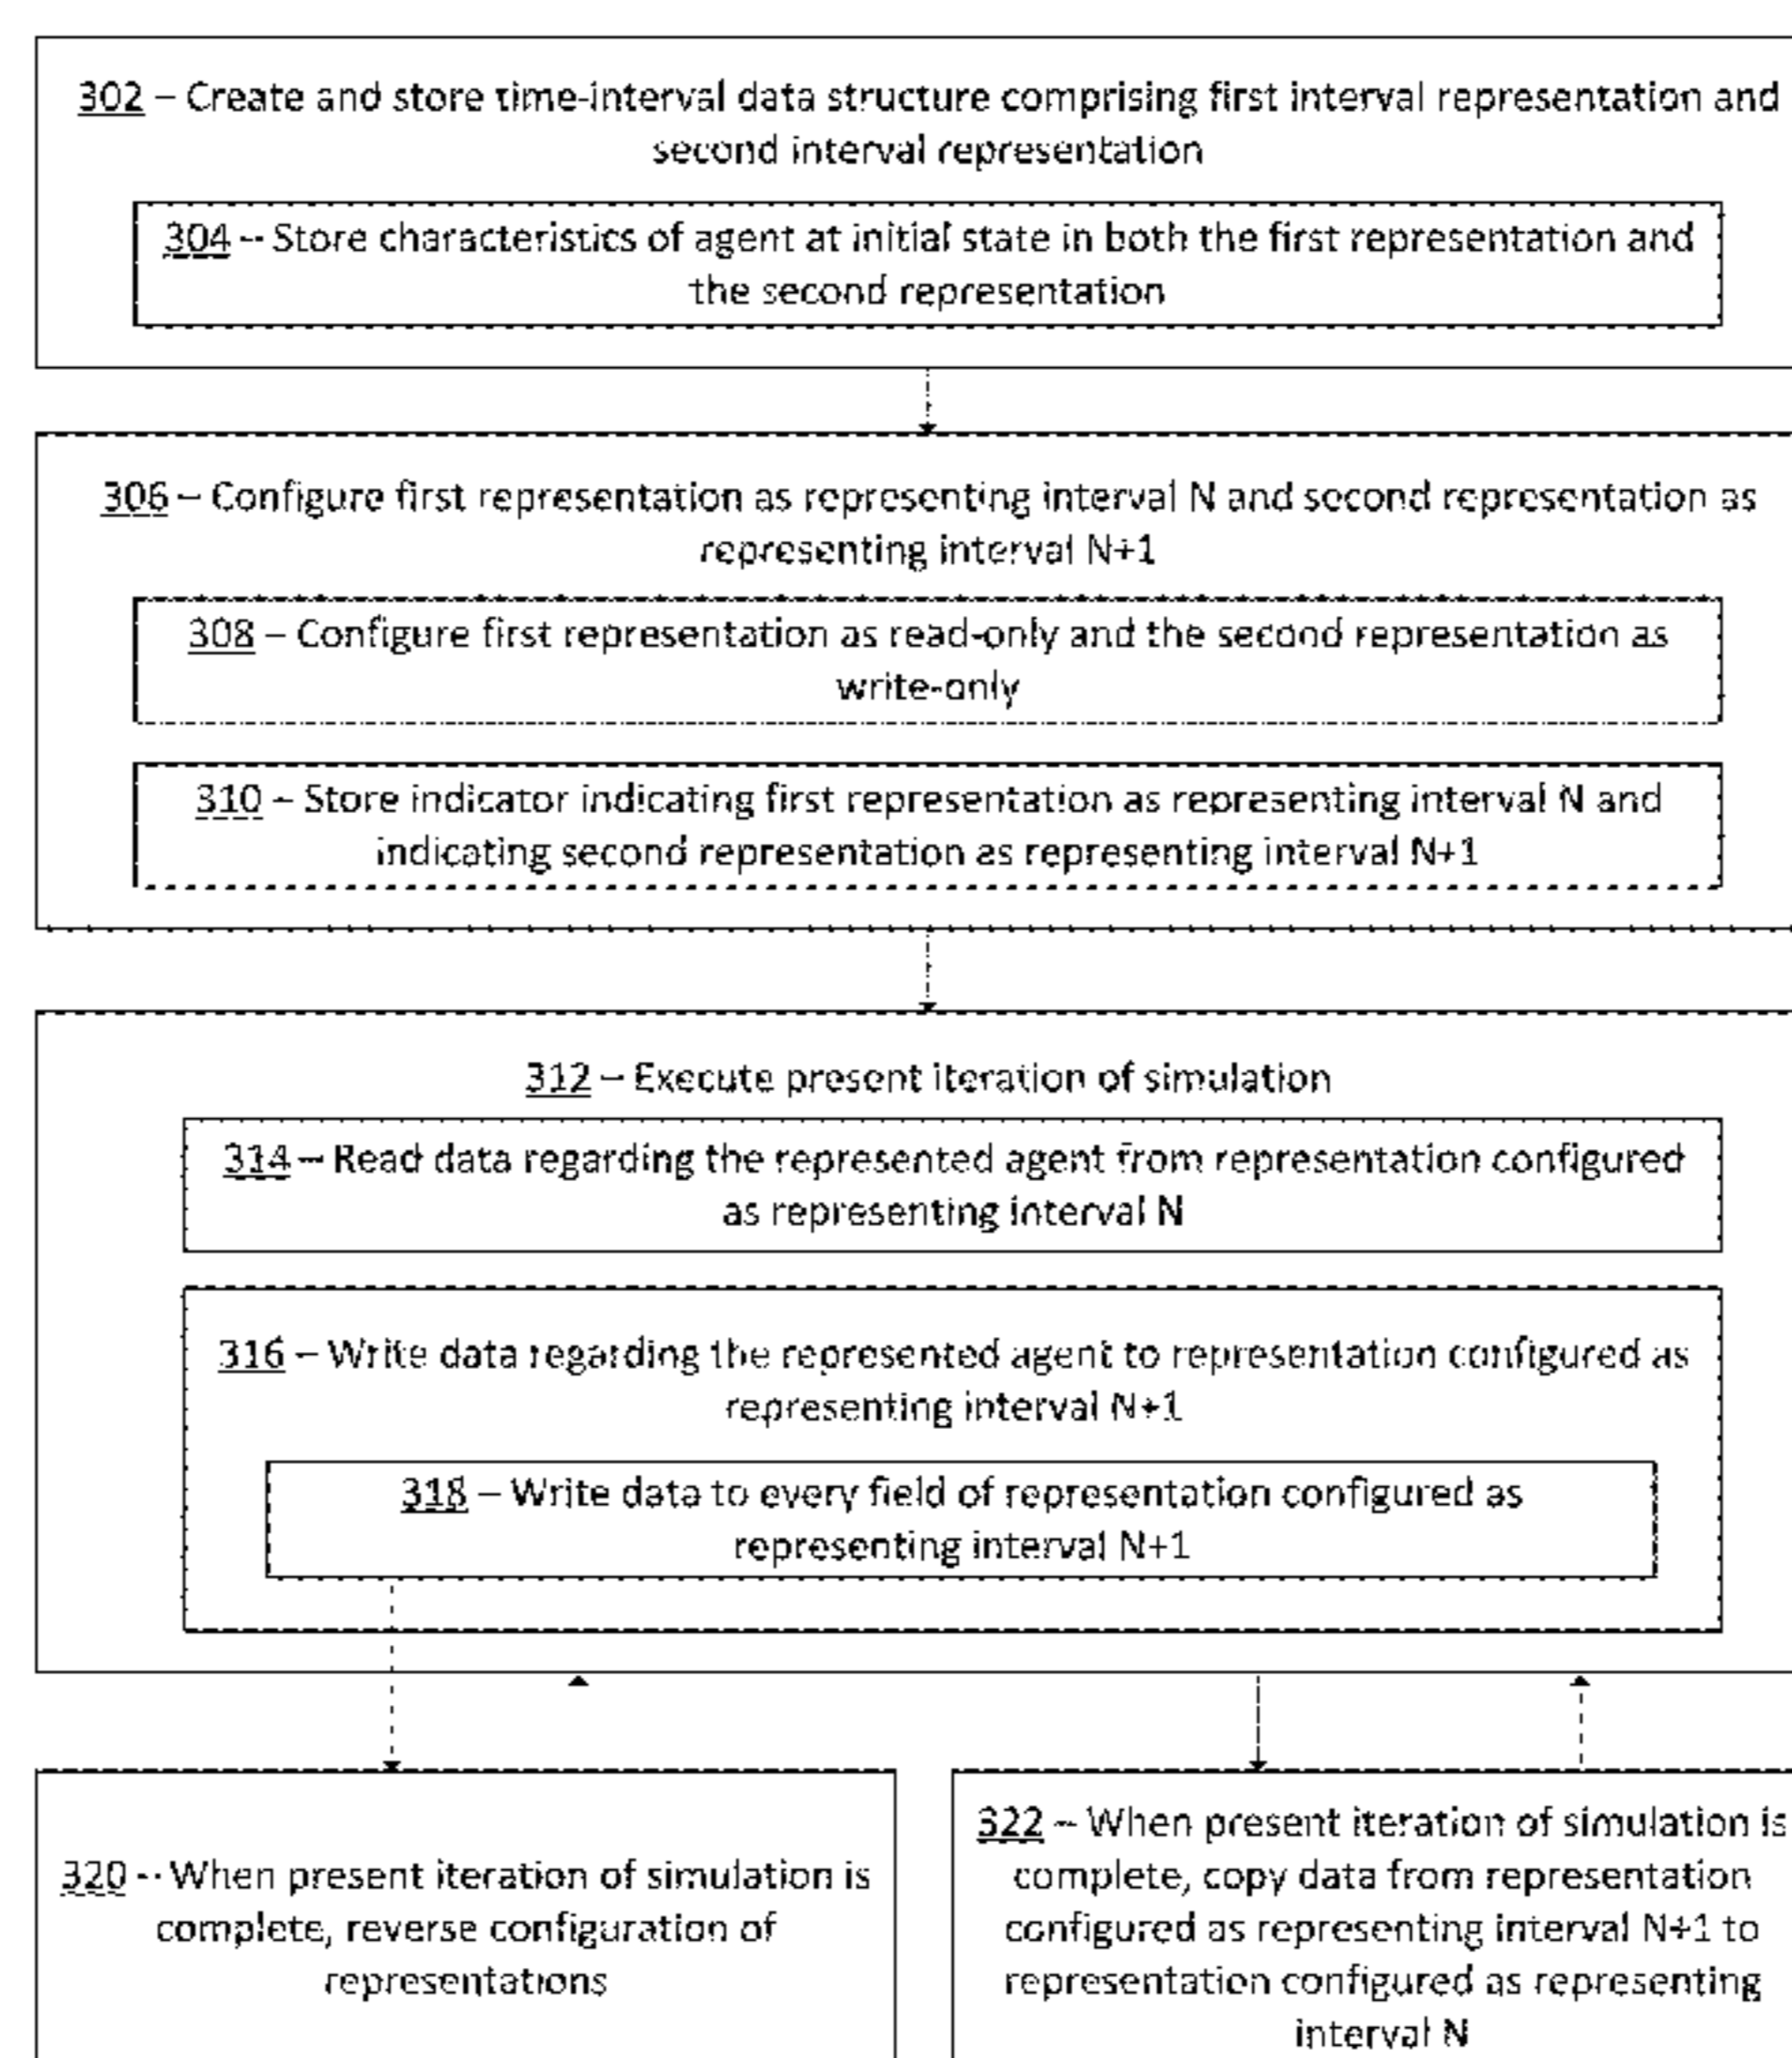 302 – Create and store time-interval data structure comprising first interval representation and
second interval representation
304 -- Store characteristics of agent at initial state in both the first representation and
the second representation
306 – Configure first representation as representing interval N and second representation as
representing interval N+1
308 – Configure first representation as read-only and the second representation as
write-only
310 – Store indicator indicating first representation as representing interval N and
indicating second representation as representing interval N+1
312 – Execute present iteration of simulation
314 – Read data regarding the represented agent from representation configured
as representing interval N
316 – Write data regarding the represented agent to representation configured as
representing interval N+1
318 – Write data to every field of representation configured as
representing interval N+1
320 -- When present iteration of simulation is
complete, reverse configuration of
representations
322 -- When present iteration of simulation is
complete, copy data from representation
configured as representing interval N+1 to
representation configured as representing
interval N